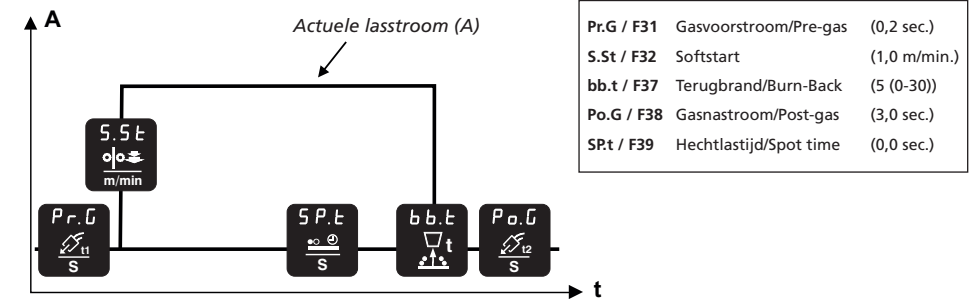 A
Actuele lasstroom (A)
S.St
m/min
Pr.G
t1
S
SP.t
S
bb.t
t
Po.G
t2
S
t
Pr.G / F31 Gasvoorstroom/Pre-gas (0,2 sec.)
S.St / F32 Softstart (1,0 m/min.)
bb.t / F37 Terugbrand/Burn-Back (5 (0-30))
Po.G / F38 Gasnastroom/Post-gas (3,0 sec.)
SP.t / F39 Hechtlastijd/Spot time (0,0 sec.)